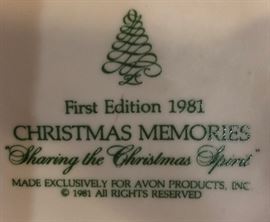 First Edition 1981
CHRISTMAS MEMORIES
"Sharing the Christmas Spirit"
MADE EXCLUSIVELY FOR AVON PRODUCTS, INC.
© 1981 All RIGHTS RESERVED